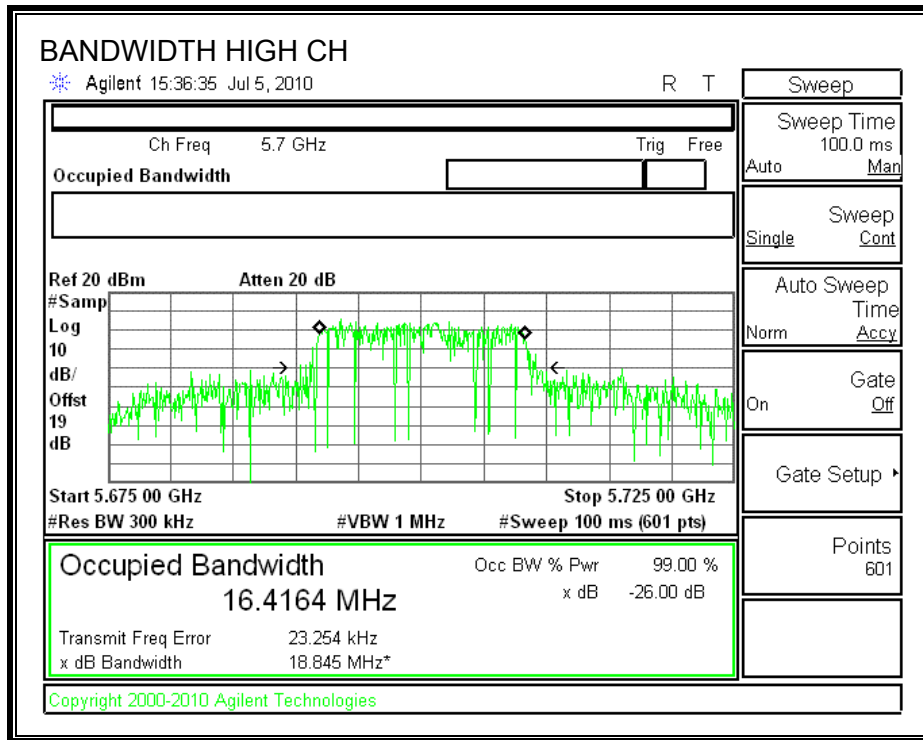 BANDWIDTH HIGH CH
Agilent 15:36:35 Jul 5, 2010 R T
Ch Freq 5.7 GHz Trig Free
Occupied Bandwidth
Ref 20 dBm Atten 20 dB
#Samp
Log
10
dB/
Offst
19
dB
Start 5.675 00 GHz Stop 5.725 00 GHz
#Res BW 300 kHz #VBW 1 MHz #Sweep 100 ms (601 pts)
Occupied Bandwidth Occ BW % Pwr 99.00 %
16.4164 MHz x dB -26.00 dB
Transmit Freq Error 23.254 kHz
x dB Bandwidth 18.845 MHz*
Copyright 2000-2010 Agilent Technologies
Sweep
Sweep Time
100.0 ms
Auto Man
Sweep
Single Cont
Auto Sweep
Time
Norm Accy
Gate
On Off
Gate Setup
Points
601